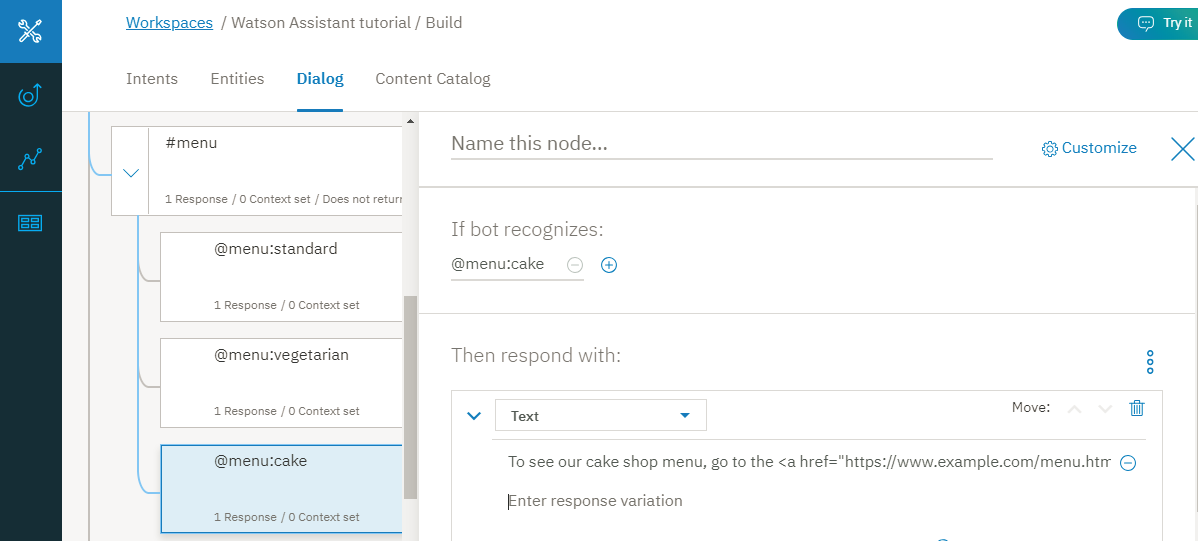 Workspaces / Watson Assistant tutorial / Build
Try it
Intents Entities Dialog Content Catalog
#menu
1 Response / 0 Context set / Does not return
@menu:standard
1 Response / 0 Context set
@menu:vegetarian
1 Response / 0 Context set
@menu:cake
1 Response / 0 Context set
Name this node...
Customize
If bot recognizes:
@menu:cake
Then respond with:
Text
Move:
To see our cake shop menu, go to the <a href="https://www.example.com/menu.htm
Enter response variation